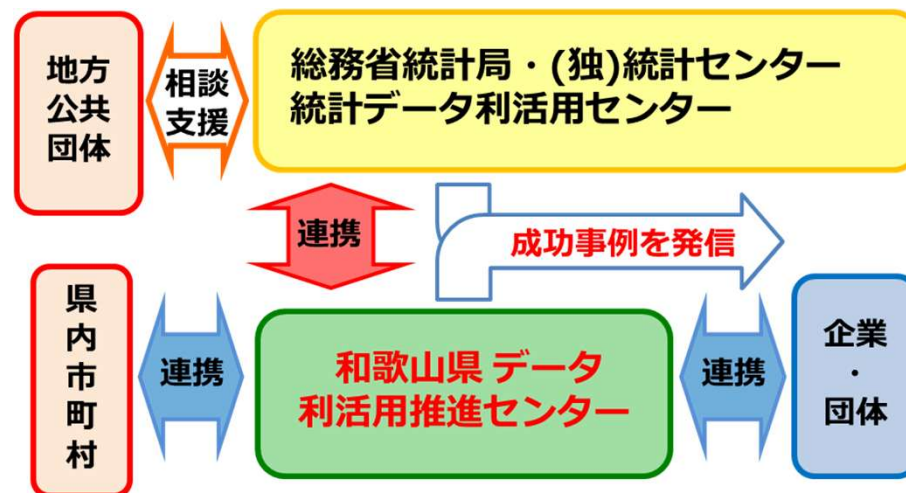 地方
公共
団体
相談
支援
総務省統計局・(独)統計センター
統計データ利活用センター
連携
成功事例を発信
県
内
市
町
村
連携
和歌山県 データ
利活用推進センター
連携
企業
・
団体